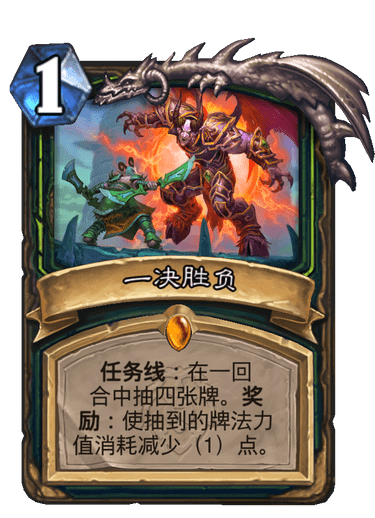 1
一决胜负
任务线：在一回
合中抽四张牌。奖
励：使抽到的牌法力
值消耗减少（1）点。